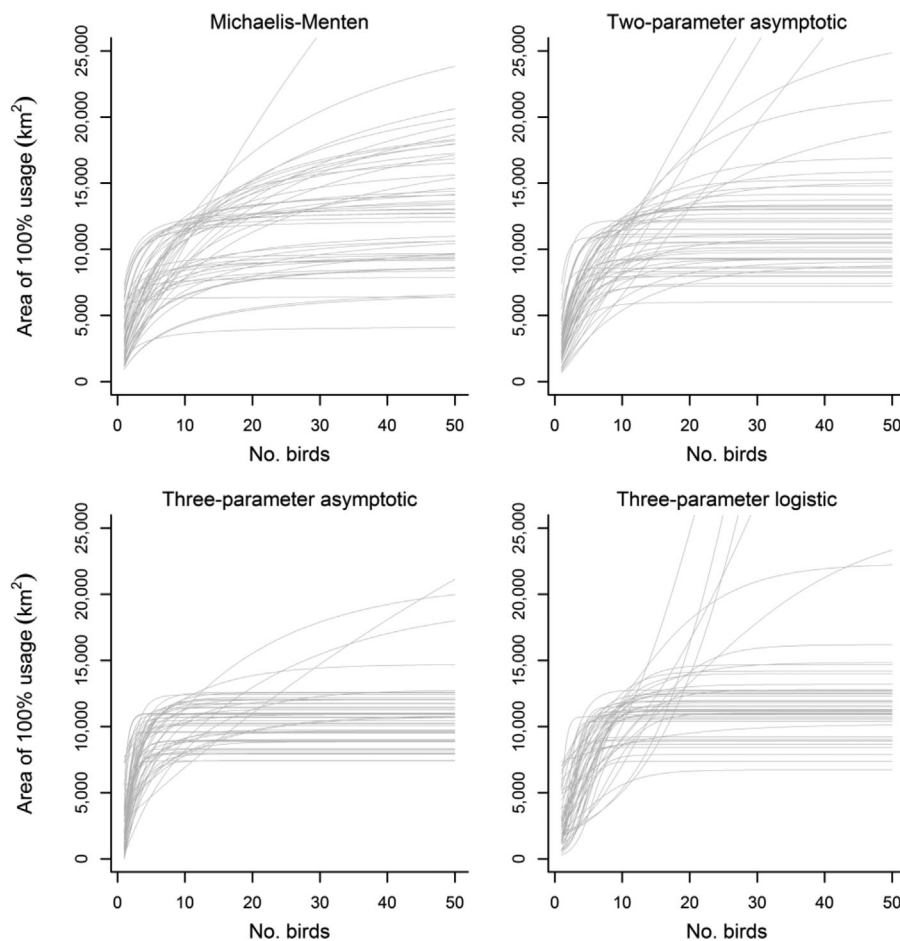 Michaelis-Menten
Two-parameter asymptotic
25,000
20,000
15,000
10,000
5,000
0
Area of 100% usage (km²)
0 10 20 30 40 50
No. birds
25,000
20,000
15,000
10,000
5,000
0
0 10 20 30 40 50
No. birds
Three-parameter asymptotic
Three-parameter logistic
25,000
20,000
15,000
10,000
5,000
0
Area of 100% usage (km²)
0 10 20 30 40 50
No. birds
25,000
20,000
15,000
10,000
5,000
0
0 10 20 30 40 50
No. birds